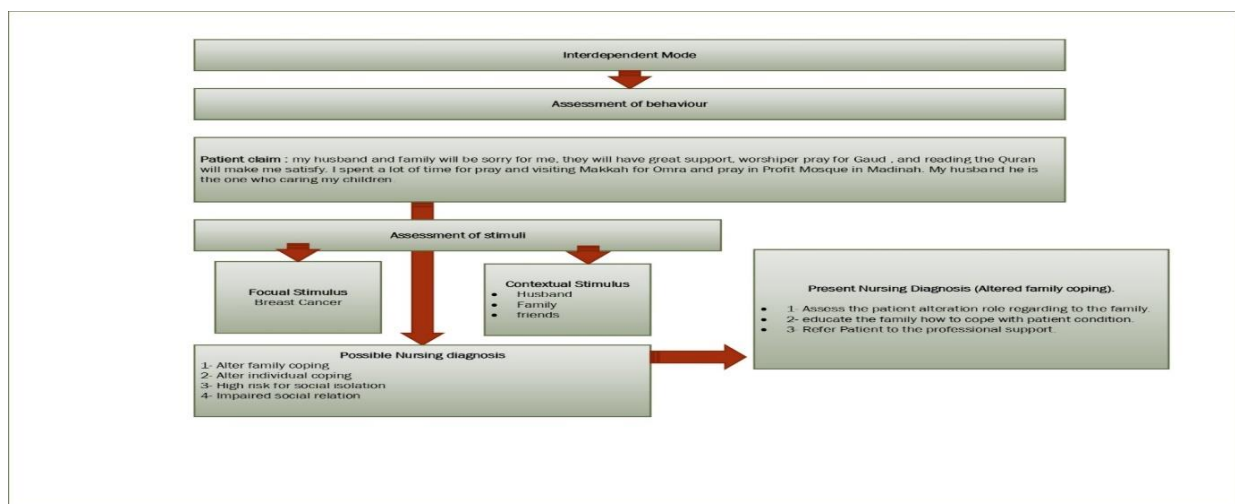 Interdependent Mode
Assessment of behaviour
Patient claim ; my husband and family will be sorry for me, they will have great support, worshiper pray for Gaud , and reading the Quran
will make me satisfy. I spent a lot of time for pray and visiting Makkah for Omra and pray in Profit Mosque in Madinah. My husband he is
the one who caring my children.
Assessment of stimuli
Focual Stimulus
Breast Cancer
Contextual Stimulus
• Husband
• Family
• friends
Possible Nursing diagnosis
1- Alter family coping
2- Alter individual coping
3- High risk for social isolation
4- Impaired social relation
Present Nursing Diagnosis (Altered family coping).
• 1- Assess the patient alteration role regarding to the family.
• 2- educate the family how to cope with patient condition.
• 3- Refer Patient to the professional support.